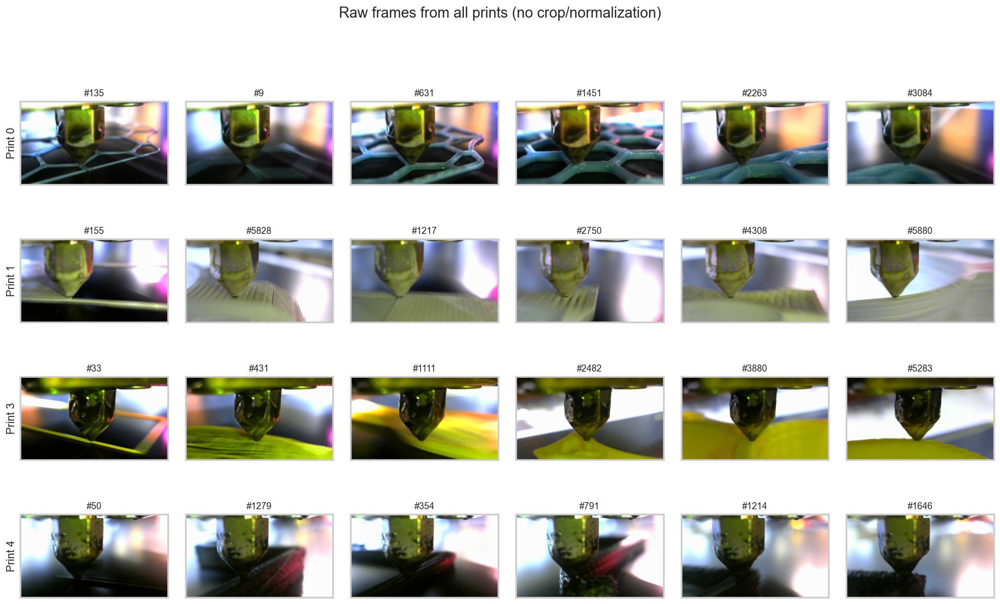 Raw frames from all prints (no crop/normalization)
#135 #9 #631 #1451 #2263 #3084
Print 0
#155 #5828 #1217 #2750 #4308 #5880
Print 1
#33 #431 #1111 #2482 #3880 #5283
Print 3
#50 #1279 #354 #791 #1214 #1646
Print 4